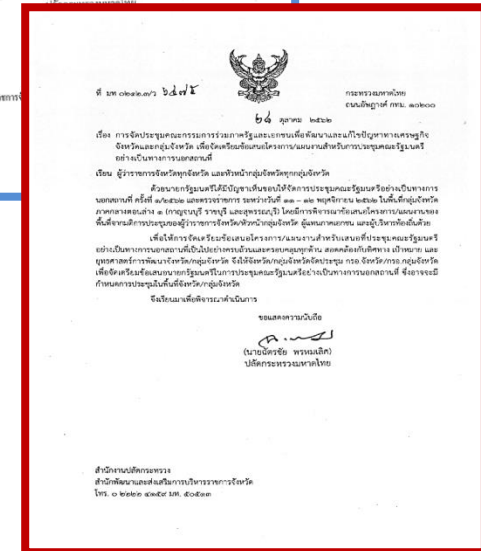 ที่ มท ๐๒๑๒.๓/ว
กระทรวงมหาดไทย
ถนนอัษฎางค์ กทม. ๑๐๒๐๐
ตุลาคม ๒๕๖๒
เรื่อง การจัดประชุมคณะกรรมการร่วมภาครัฐและเอกชนเพื่อพัฒนาและแก้ไขปัญหาทางเศรษฐกิจ
จังหวัดและกลุ่มจังหวัด เพื่อจัดเตรียมข้อเสนอโครงการ/แผนงานสำหรับการประชุมคณะรัฐมนตรี
อย่างเป็นทางการนอกสถานที่
เรียน ผู้ว่าราชการจังหวัดทุกจังหวัด และหัวหน้ากลุ่มจังหวัดทุกกลุ่มจังหวัด
ด้วยนายกรัฐมนตรีได้มีบัญชาเห็นชอบให้จัดการประชุมคณะรัฐมนตรีอย่างเป็นทางการ
นอกสถานที่ ครั้งที่ ๑/๒๕๖๒ และตรวจราชการ ระหว่างวันที่ ๑๑ – ๑๒ พฤศจิกายน ๒๕๖๒ ในพื้นที่กลุ่มจังหวัด
ภาคกลางตอนล่าง ๑ (กาญจนบุรี ราชบุรี และสุพรรณบุรี) โดยมีการพิจารณาข้อเสนอโครงการ/แผนงานของ
พื้นที่จากมติการประชุมของผู้ว่าราชการจังหวัด/หัวหน้ากลุ่มจังหวัด ผู้แทนภาคเอกชน และผู้บริหารท้องถิ่นด้วย
เพื่อให้การจัดเตรียมข้อเสนอโครงการ/แผนงานสำหรับเสนอที่ประชุมคณะรัฐมนตรี
อย่างเป็นทางการนอกสถานที่เป็นไปอย่างครบถ้วนและครอบคลุมทุกด้าน สอดคล้องกับทิศทาง เป้าหมาย และ
ยุทธศาสตร์การพัฒนาจังหวัด/กลุ่มจังหวัด จึงให้จังหวัด/กลุ่มจังหวัดจัดประชุม กรอ.จังหวัด/กรอ.กลุ่มจังหวัด
เพื่อจัดเตรียมข้อเสนอนายกรัฐมนตรีในการประชุมคณะรัฐมนตรีอย่างเป็นทางการนอกสถานที่ ซึ่งอาจจะมี
กำหนดการประชุมในพื้นที่จังหวัด/กลุ่มจังหวัด
จึงเรียนมาเพื่อพิจารณาดำเนินการ
ขอแสดงความนับถือ
(นายฉัตรชัย พรหมเลิศ)
ปลัดกระทรวงมหาดไทย
สำนักงานปลัดกระทรวง
สำนักพัฒนาและส่งเสริมการบริหารราชการจังหวัด
โทร. ๐ ๒๒๒๒ ๔๑๕๙ มท. ๕๐๕๑๓